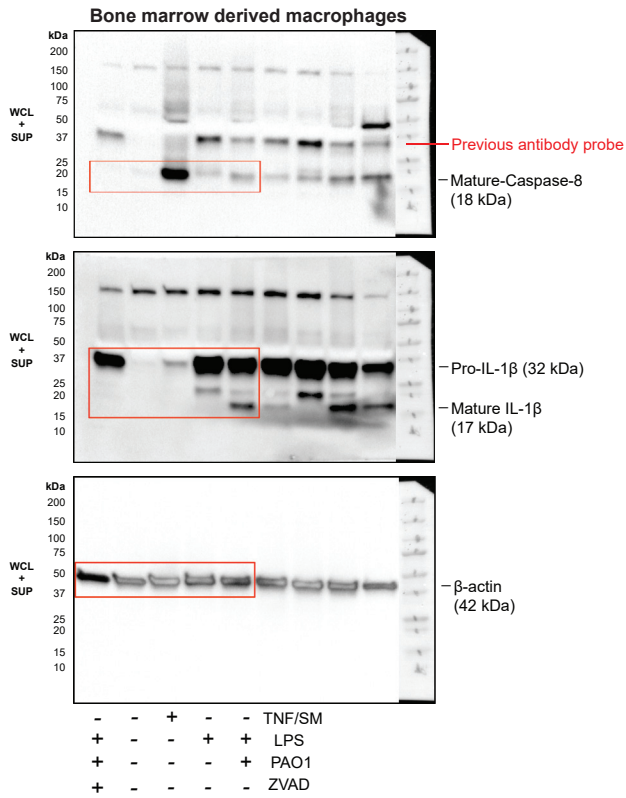 Bone marrow derived macrophages
kDa
200
150
100
75
50
37
25
20
15
10
WCL
+
SUP
Previous antibody probe
Mature-Caspase-8
(18 kDa)
kDa
200
150
100
75
50
37
25
20
15
10
WCL
+
SUP
Pro-IL-1β (32 kDa)
Mature IL-1β
(17 kDa)
kDa
200
150
100
75
50
37
25
20
15
10
WCL
+
SUP
β-actin
(42 kDa)
- - + - - TNF/SM
+ - - + + LPS
+ - - - + PAO1
+ - - - - ZVAD